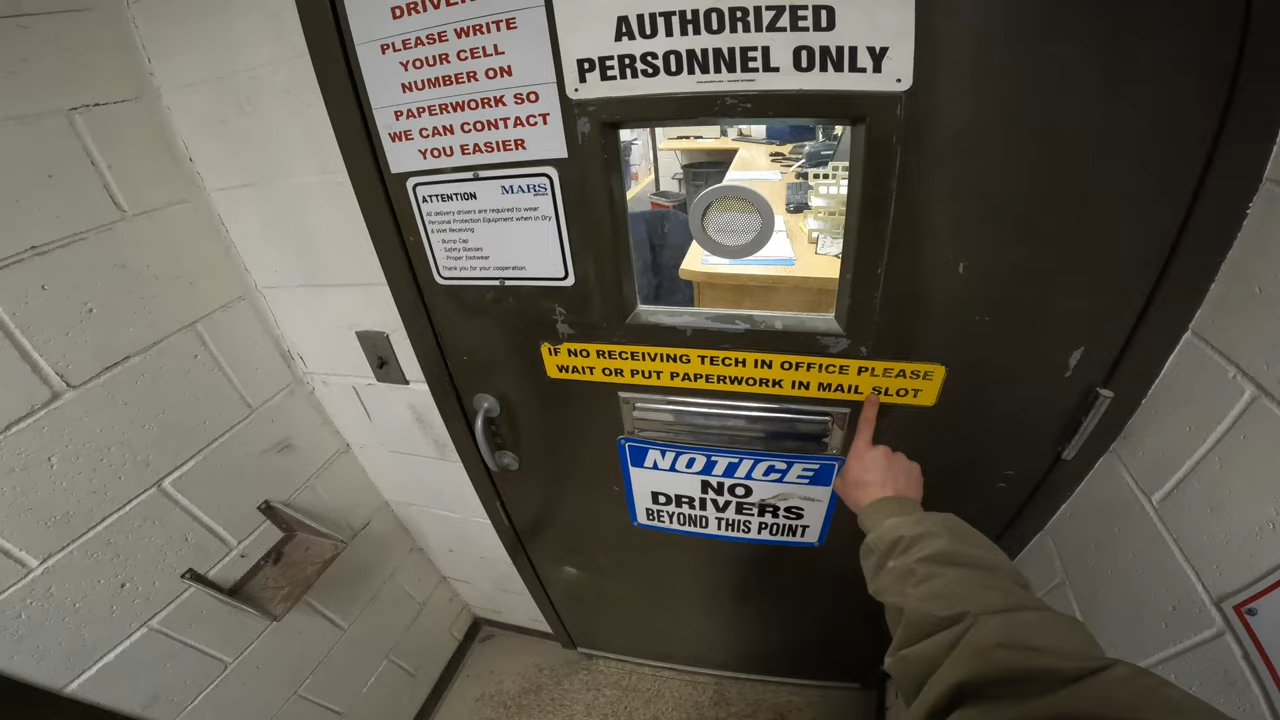 DRIVERS
PLEASE WRITE
YOUR CELL
NUMBER ON
PAPERWORK SO
WE CAN CONTACT
YOU EASIER
AUTHORIZED
PERSONNEL ONLY
ATTENTION
MARS
petcare
All delivery drivers are required to wear
Personal Protection Equipment when in Dry
& Wet Receiving
- Bump Cap
- Safety Glasses
- Proper footwear
Thank you for your cooperation.
IF NO RECEIVING TECH IN OFFICE PLEASE
WAIT OR PUT PAPERWORK IN MAIL SLOT
NOTICE
NO
DRIVERS
BEYOND THIS POINT